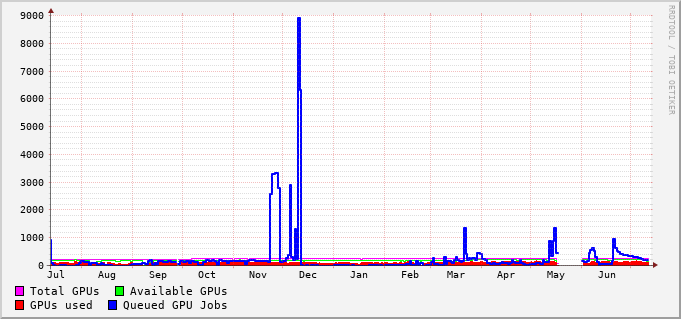 9000
8000
7000
6000
5000
4000
3000
2000
1000
0
Jul Aug Sep Oct Nov Dec Jan Feb Mar Apr May Jun
Total GPUs Available GPUs
GPUs used Queued GPU Jobs
RRDTOOL / TOBI OETIKER